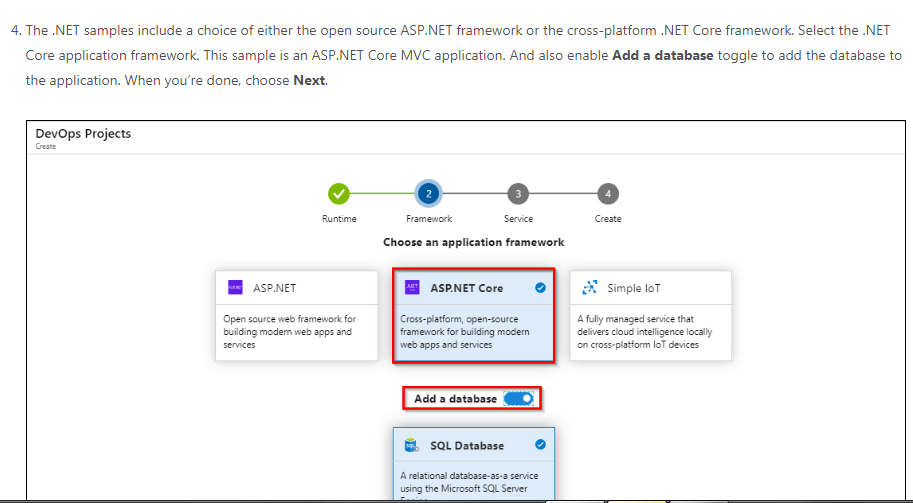 4. The .NET samples include a choice of either the open source ASP.NET framework or the cross-platform .NET Core framework. Select the .NET
Core application framework. This sample is an ASP.NET Core MVC application. And also enable Add a database toggle to add the database to
the application. When you're done, choose Next.
DevOps Projects
Create
2
3
4
Runtime
Framework
Service
Create
Choose an application framework
ASP.NET
Open source web framework for
building modern web apps and
services
.NET
ASP.NET Core
Cross-platform, open-source
framework for building modern
web apps and services
Simple IoT
A fully managed service that
delivers cloud intelligence locally
on cross-platform IoT devices
Add a database
SQL
SQL Database
A relational database-as-a service
using the Microsoft SQL Server